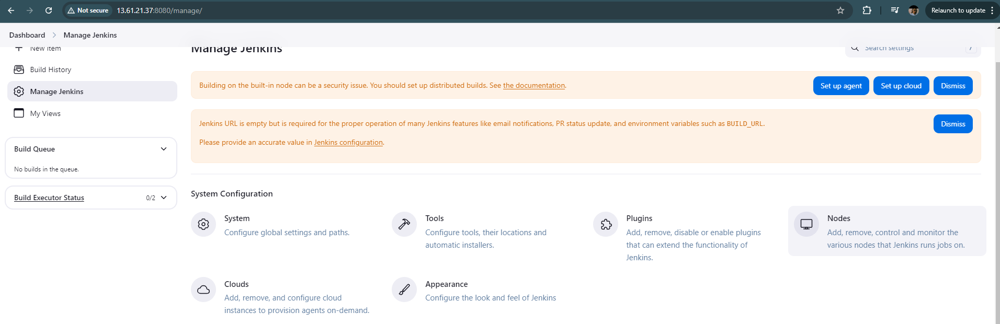 Not secure 13.61.21.37:8080/manage/ Relaunch to update
Dashboard Manage Jenkins
New Item
Build History
Manage Jenkins
My Views
Build Queue
No builds in the queue.
Build Executor Status 0/2
Manage Jenkins
Search settings /
Building on the built-in node can be a security issue. You should set up distributed builds. See the documentation.
Set up agent Set up cloud Dismiss
Jenkins URL is empty but is required for the proper operation of many Jenkins features like email notifications, PR status update, and environment variables such as BUILD_URL.
Please provide an accurate value in Jenkins configuration.
Dismiss
System Configuration
System
Configure global settings and paths.
Tools
Configure tools, their locations and
automatic installers.
Plugins
Add, remove, disable or enable plugins
that can extend the functionality of
Jenkins.
Nodes
Add, remove, control and monitor the
various nodes that Jenkins runs jobs on.
Clouds
Add, remove, and configure cloud
instances to provision agents on-demand.
Appearance
Configure the look and feel of Jenkins